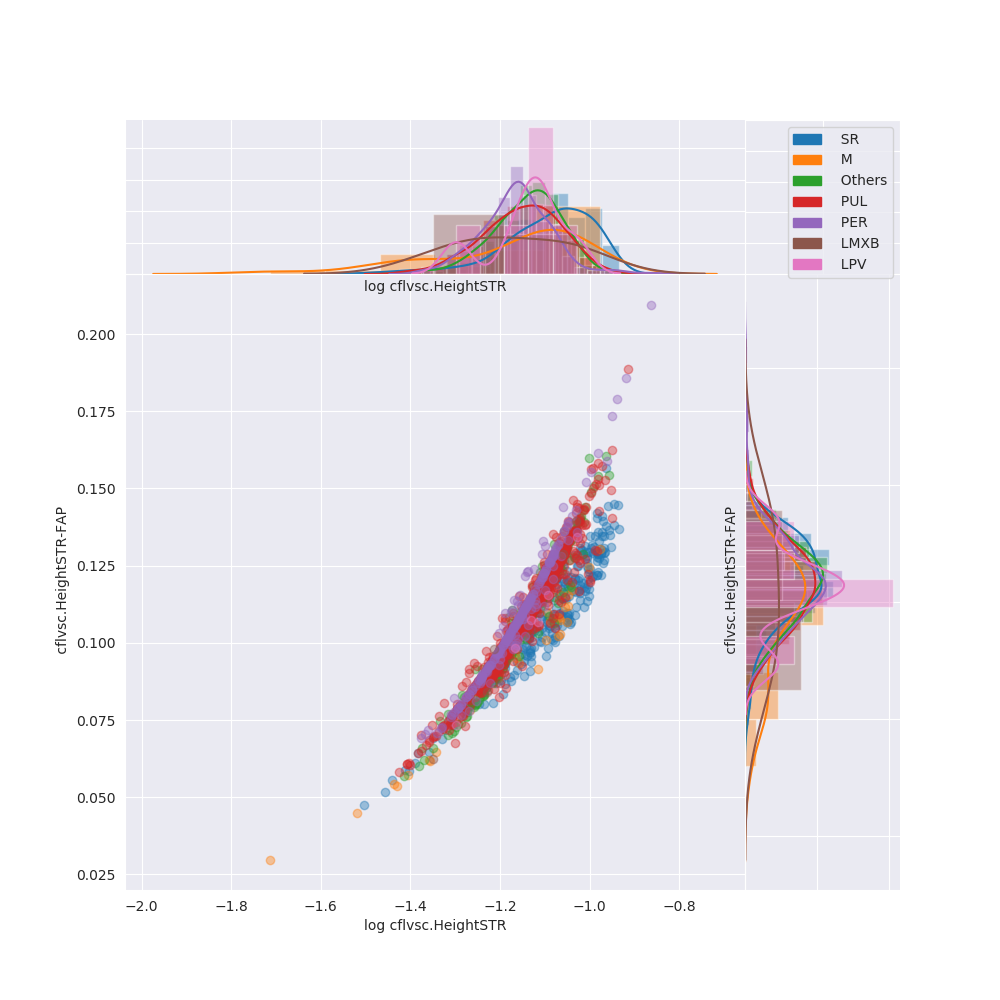 SR
M
Others
PUL
PER
LMXB
LPV
log cflvsc.HeightSTR
0.200
0.175
0.150
0.125
0.100
0.075
0.050
0.025
cflvsc.HeightSTR-FAP
cflvsc.HeightSTR-FAP
−2.0 −1.8 −1.6 −1.4 −1.2 −1.0 −0.8
log cflvsc.HeightSTR